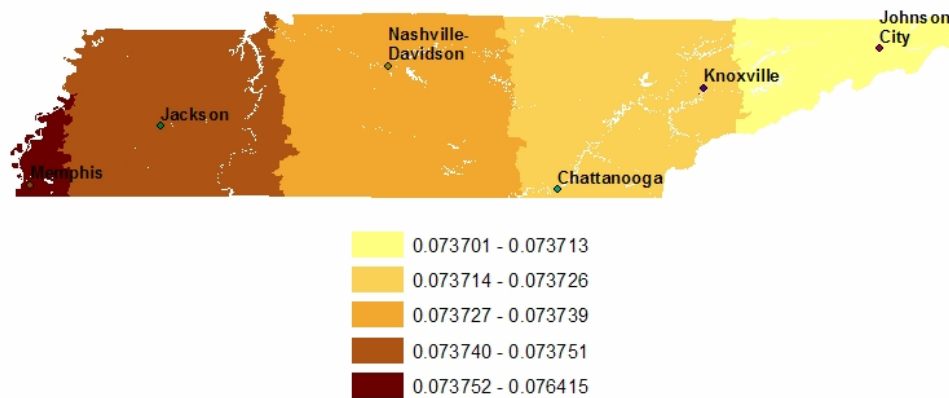 Johnson
City
Nashville-
Davidson
Knoxville
Jackson
Memphis
Chattanooga
0.073701 - 0.073713
0.073714 - 0.073726
0.073727 - 0.073739
0.073740 - 0.073751
0.073752 - 0.076415